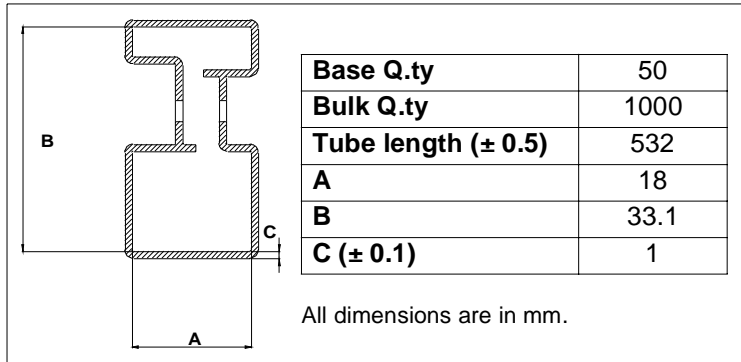 B
C
A
Base Q.ty 50
Bulk Q.ty 1000
Tube length (± 0.5) 532
A 18
B 33.1
C (± 0.1) 1
All dimensions are in mm.